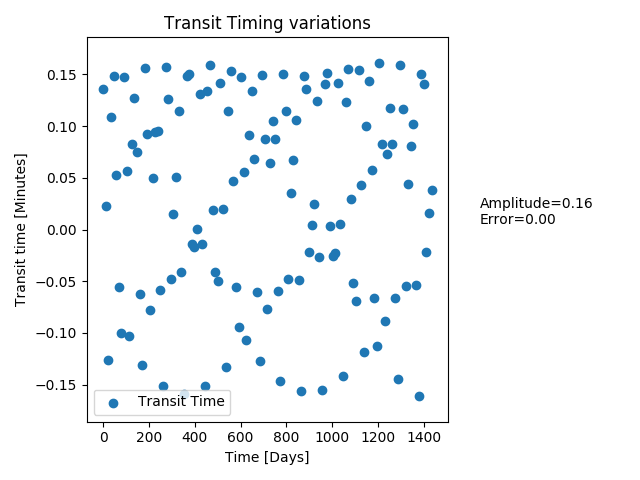 Transit Timing variations
Transit time [Minutes]
0.15
0.10
0.05
0.00
−0.05
−0.10
−0.15
Amplitude=0.16
Error=0.00
Transit Time
0 200 400 600 800 1000 1200 1400
Time [Days]